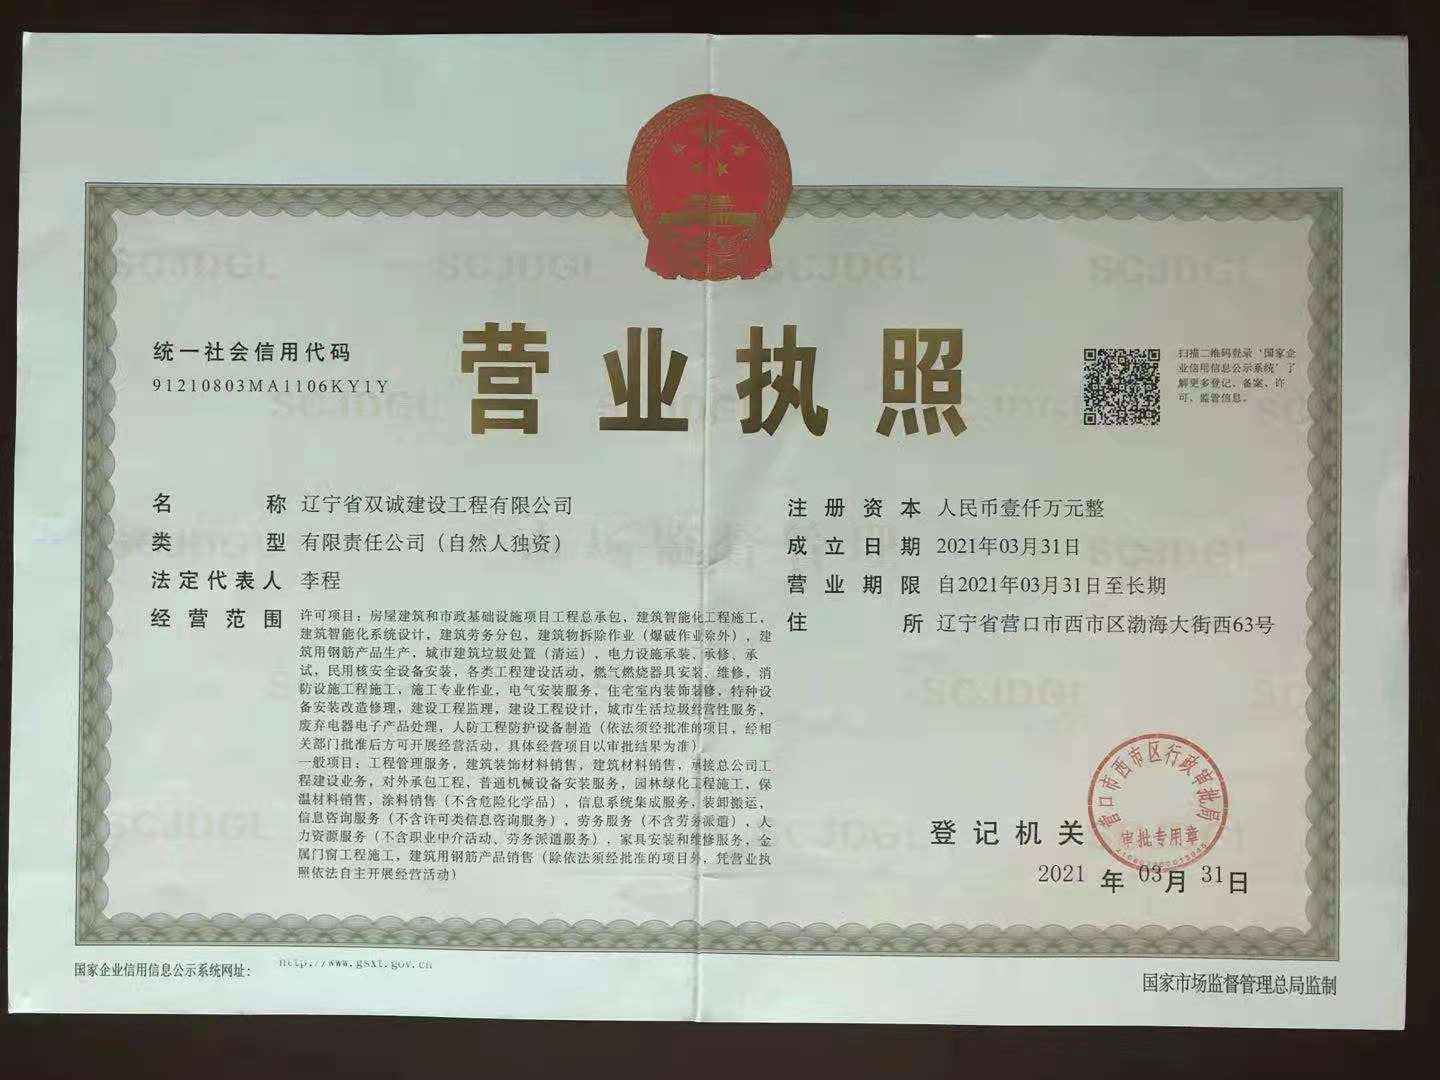 营业执照
统一社会信用代码
91210803MA1106KY1Y
扫描二维码登录‘国家企
业信用信息公示系统’了
解更多登记、备案、许
可、监管信息。
名称 辽宁省双诚建设工程有限公司
类型 有限责任公司（自然人独资）
法定代表人 李程
经营范围 许可项目：房屋建筑和市政基础设施项目工程总承包，建筑智能化工程施工，
建筑智能化系统设计，建筑劳务分包，建筑物拆除作业（爆破作业除外），建
筑用钢筋产品生产，城市建筑垃圾处置（清运），电力设施承装、承修、承
试，民用核安全设备安装，各类工程建设活动，燃气燃烧器具安装、维修，消
防设施工程施工，施工专业作业，电气安装服务，住宅室内装饰装修，特种设
备安装改造修理，建设工程监理，建设工程设计，城市生活垃圾经营性服务，
废弃电器电子产品处理，人防工程防护设备制造（依法须经批准的项目，经相
关部门批准后方可开展经营活动，具体经营项目以审批结果为准）
一般项目：工程管理服务，建筑装饰材料销售，建筑材料销售，承接总公司工
程建设业务，对外承包工程，普通机械设备安装服务，园林绿化工程施工，保
温材料销售，涂料销售（不含危险化学品），信息系统集成服务，装卸搬运，
信息咨询服务（不含许可类信息咨询服务），劳务服务（不含劳务派遣），人
力资源服务（不含职业中介活动、劳务派遣服务），家具安装和维修服务，金
属门窗工程施工，建筑用钢筋产品销售（除依法须经批准的项目外，凭营业执
照依法自主开展经营活动）
注册资本 人民币壹仟万元整
成立日期 2021年03月31日
营业期限 自2021年03月31日至长期
住所 辽宁省营口市西市区渤海大街西63号
登记机关
营口市西市区行政审批局
审批专用章
2021 年 03月 31日
国家企业信用信息公示系统网址： http://www.gsxt.gov.cn
国家市场监督管理总局监制